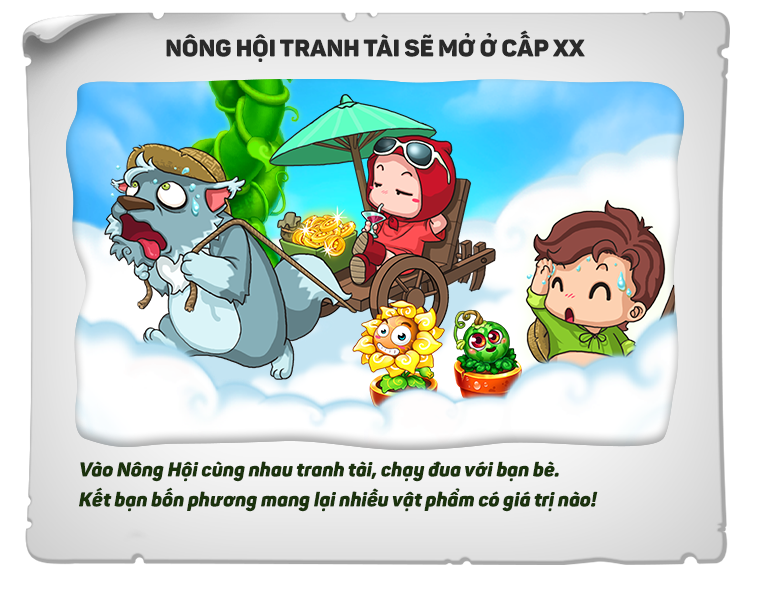 NÔNG HỘI TRANH TÀI SẼ MỞ Ở CẤP XX
Vào Nông Hội cùng nhau tranh tài, chạy đua với bạn bè.
Kết bạn bốn phương mang lại nhiều vật phẩm có giá trị nào!